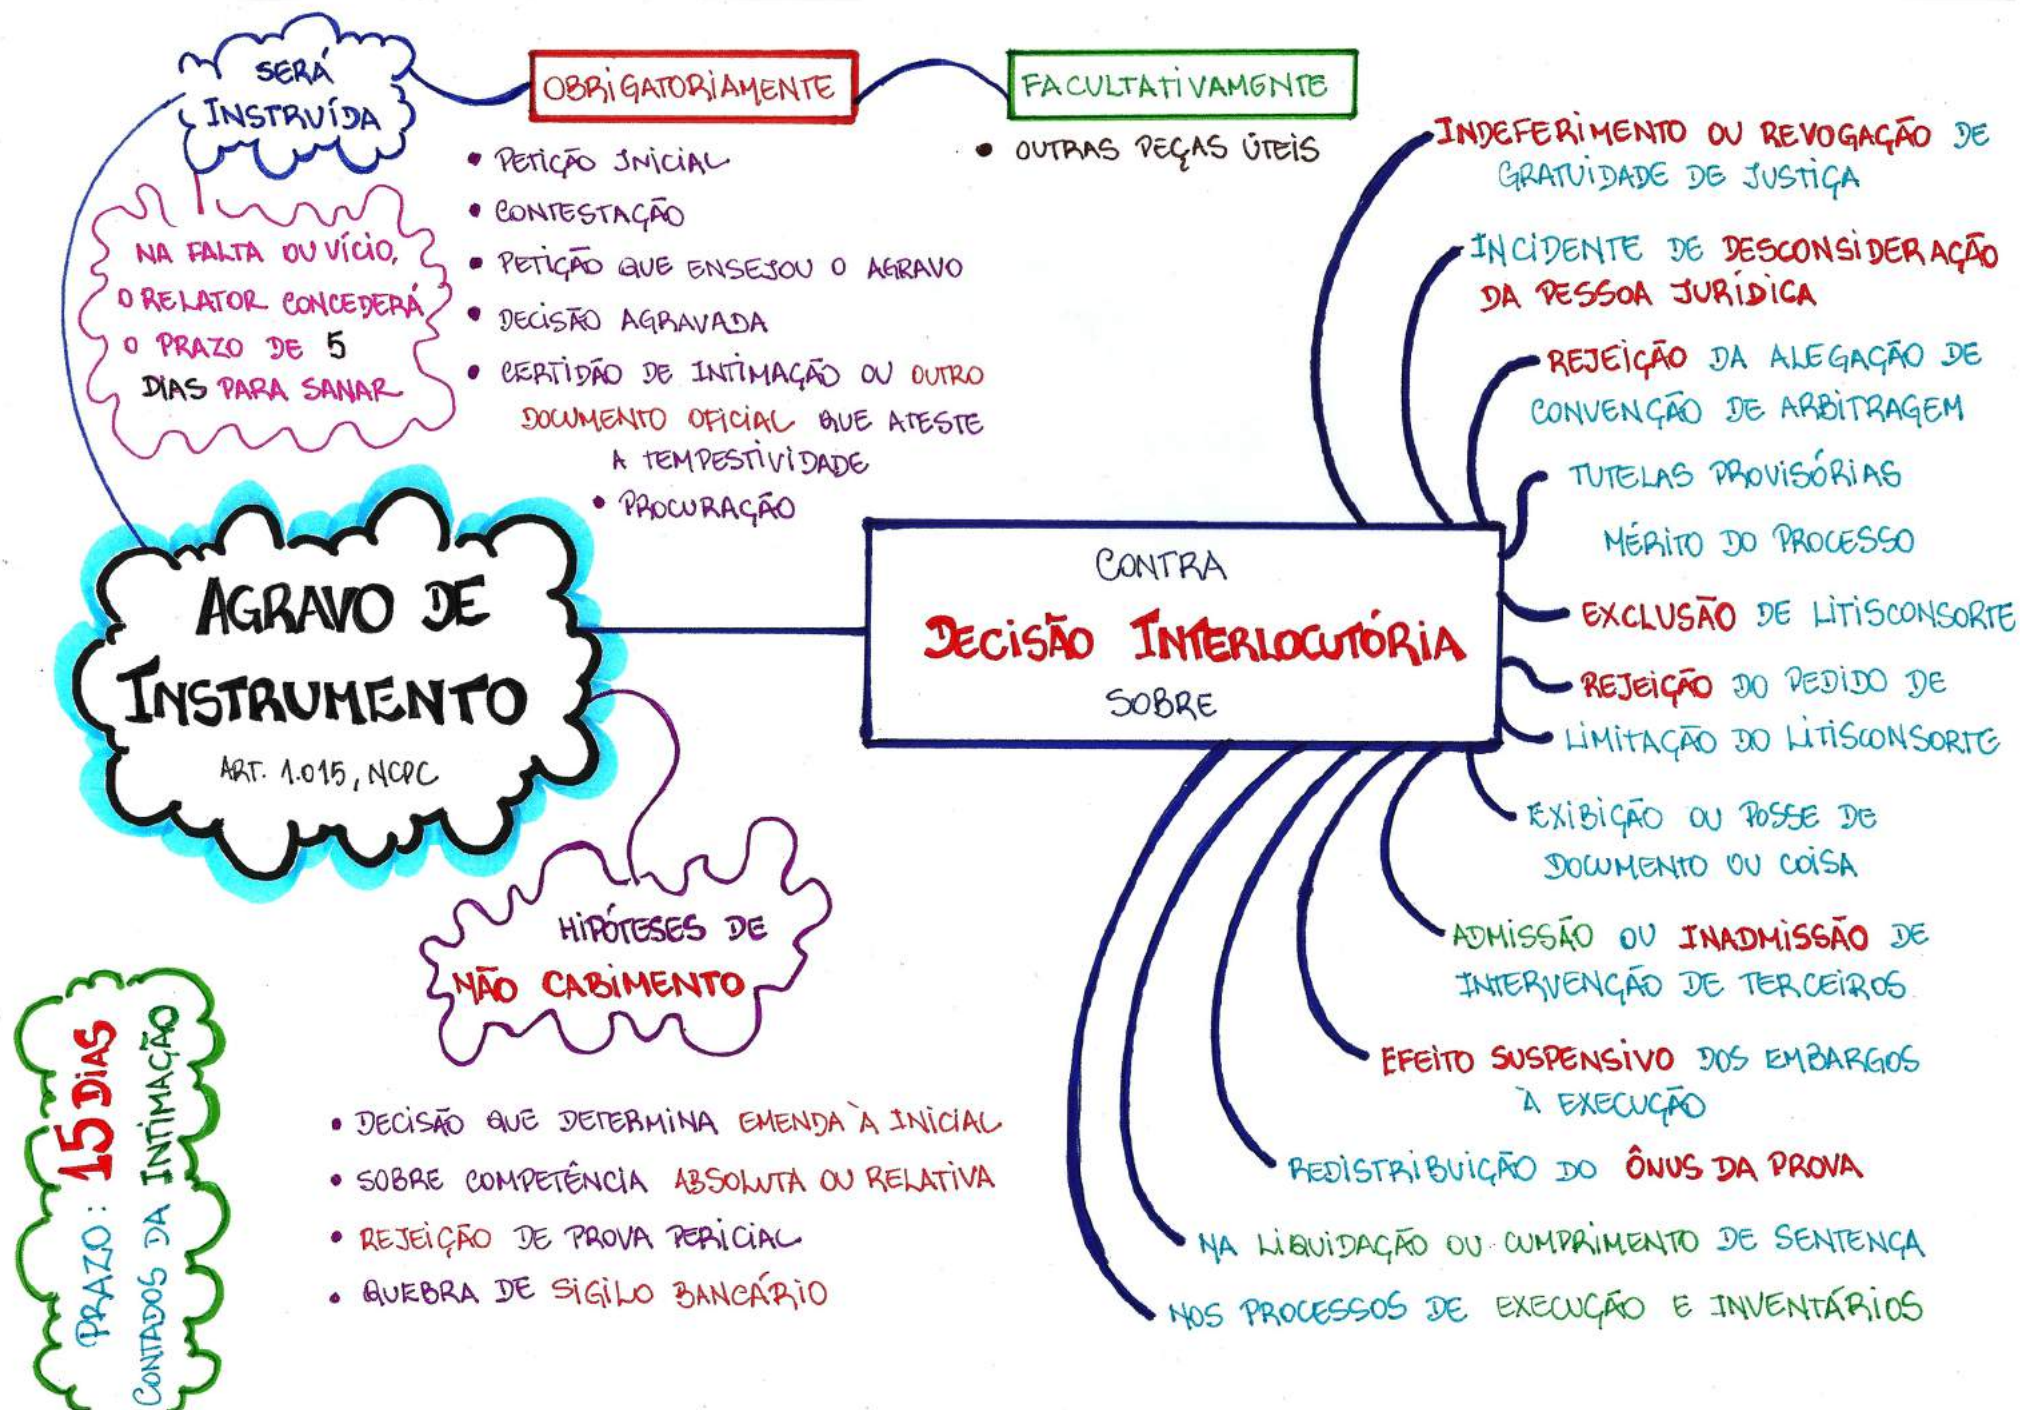 SERÁ
INSTRUÍDA
OBRIGATORIAMENTE
• PETIÇÃO INICIAL
• CONTESTAÇÃO
• PETIÇÃO QUE ENSEJOU O AGRAVO
• DECISÃO AGRAVADA
• CERTIDÃO DE INTIMAÇÃO OU OUTRO
DOCUMENTO OFICIAL QUE ATESTE
A TEMPESTIVIDADE
• PROCURAÇÃO
FACULTATIVAMENTE
• OUTRAS PEÇAS ÚTEIS
NA FALTA OU VÍCIO,
O RELATOR CONCEDERÁ
O PRAZO DE 5
DIAS PARA SANAR
AGRAVO DE
INSTRUMENTO
ART. 1.015, NCPC
CONTRA
DECISÃO INTERLOCUTÓRIA
SOBRE
INDEFERIMENTO OU REVOGAÇÃO DE
GRATUIDADE DE JUSTIÇA
INCIDENTE DE DESCONSIDERAÇÃO
DA PESSOA JURÍDICA
REJEIÇÃO DA ALEGAÇÃO DE
CONVENÇÃO DE ARBITRAGEM
TUTELAS PROVISÓRIAS
MÉRITO DO PROCESSO
EXCLUSÃO DE LITISCONSORTE
REJEIÇÃO DO PEDIDO DE
LIMITAÇÃO DO LITISCONSORTE
EXIBIÇÃO OU POSSE DE
DOCUMENTO OU COISA
ADMISSÃO OU INADMISSÃO DE
INTERVENÇÃO DE TERCEIROS
EFEITO SUSPENSIVO DOS EMBARGOS
À EXECUÇÃO
REDISTRIBUIÇÃO DO ÔNUS DA PROVA
NA LIQUIDAÇÃO OU CUMPRIMENTO DE SENTENÇA
NOS PROCESSOS DE EXECUÇÃO E INVENTÁRIOS
HIPÓTESES DE
NÃO CABIMENTO
• DECISÃO QUE DETERMINA EMENDA À INICIAL
• SOBRE COMPETÊNCIA ABSOLUTA OU RELATIVA
• REJEIÇÃO DE PROVA PERICIAL
• QUEBRA DE SIGILO BANCÁRIO
PRAZO: 15 DIAS
CONTADOS DA INTIMAÇÃO